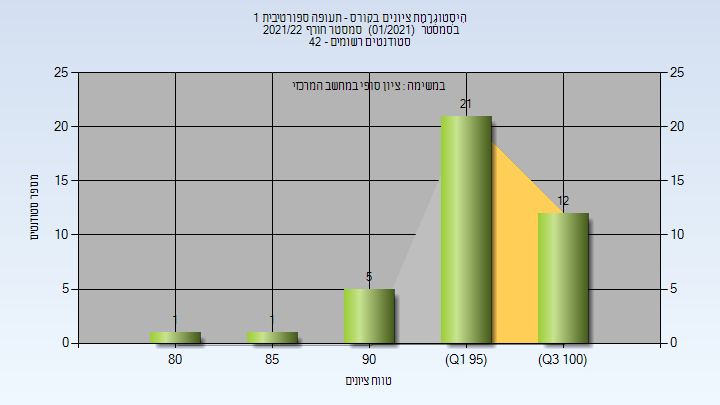 היסטוגרמת ציונים בקורס - תעופה ספורטיבית 1
בסמסטר (01/2021) סמסטר חורף 2021/22
סטודנטים רשומים - 42
במשימה : ציון סופי במחשב המרכזי
מספר סטודנטים
25 25
20 20
15 15
10 10
5 5
0 0
1 1 5 21 12
80 85 90 (Q1 95) (Q3 100)
טווח ציונים